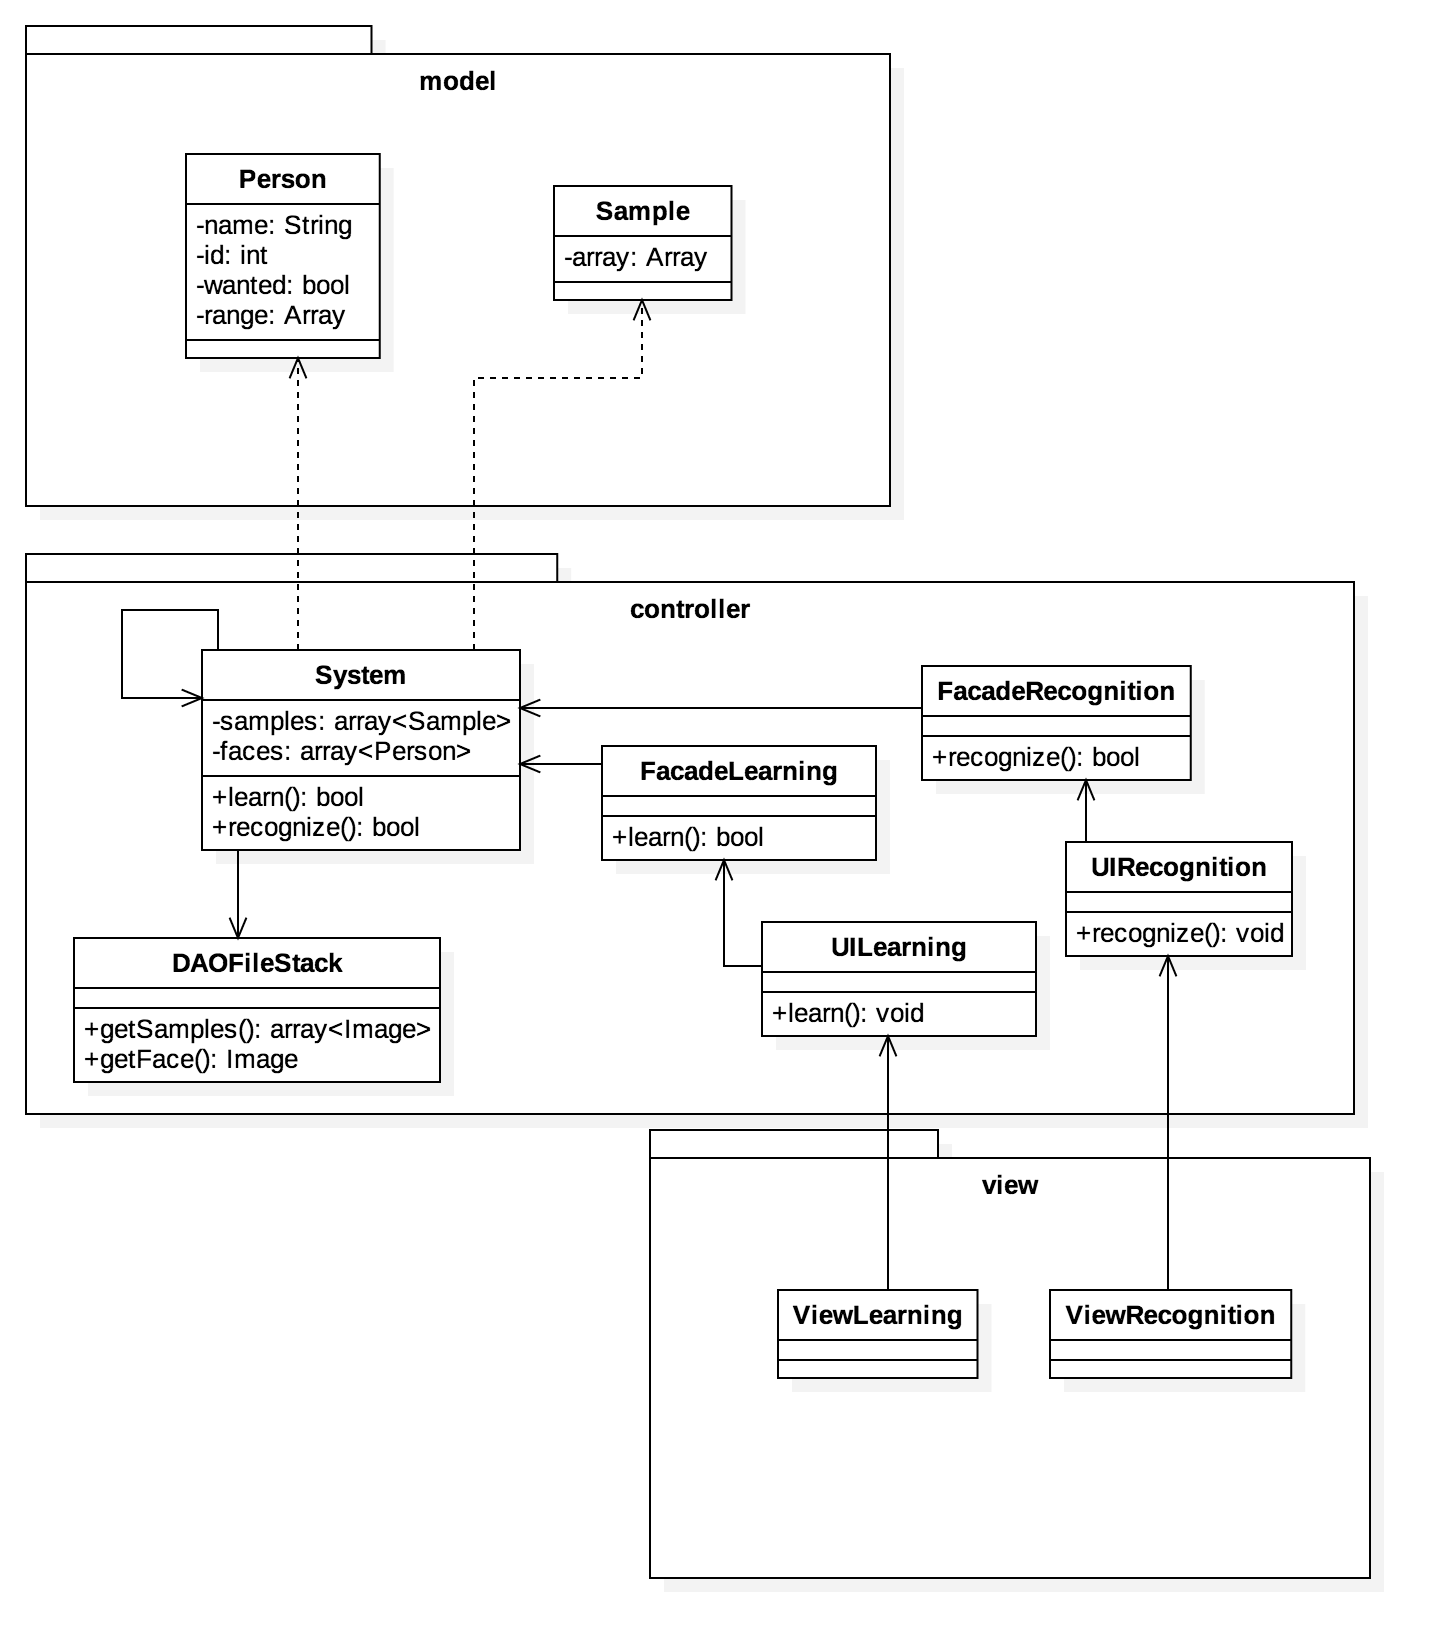 model
Person
-name: String
-id: int
-wanted: bool
-range: Array
Sample
-array: Array
controller
System
-samples: array<Sample>
-faces: array<Person>
+learn(): bool
+recognize(): bool
FacadeRecognition
+recognize(): bool
FacadeLearning
+learn(): bool
UIRecognition
+recognize(): void
UILearning
+learn(): void
DAOFileStack
+getSamples(): array<Image>
+getFace(): Image
view
ViewLearning
ViewRecognition